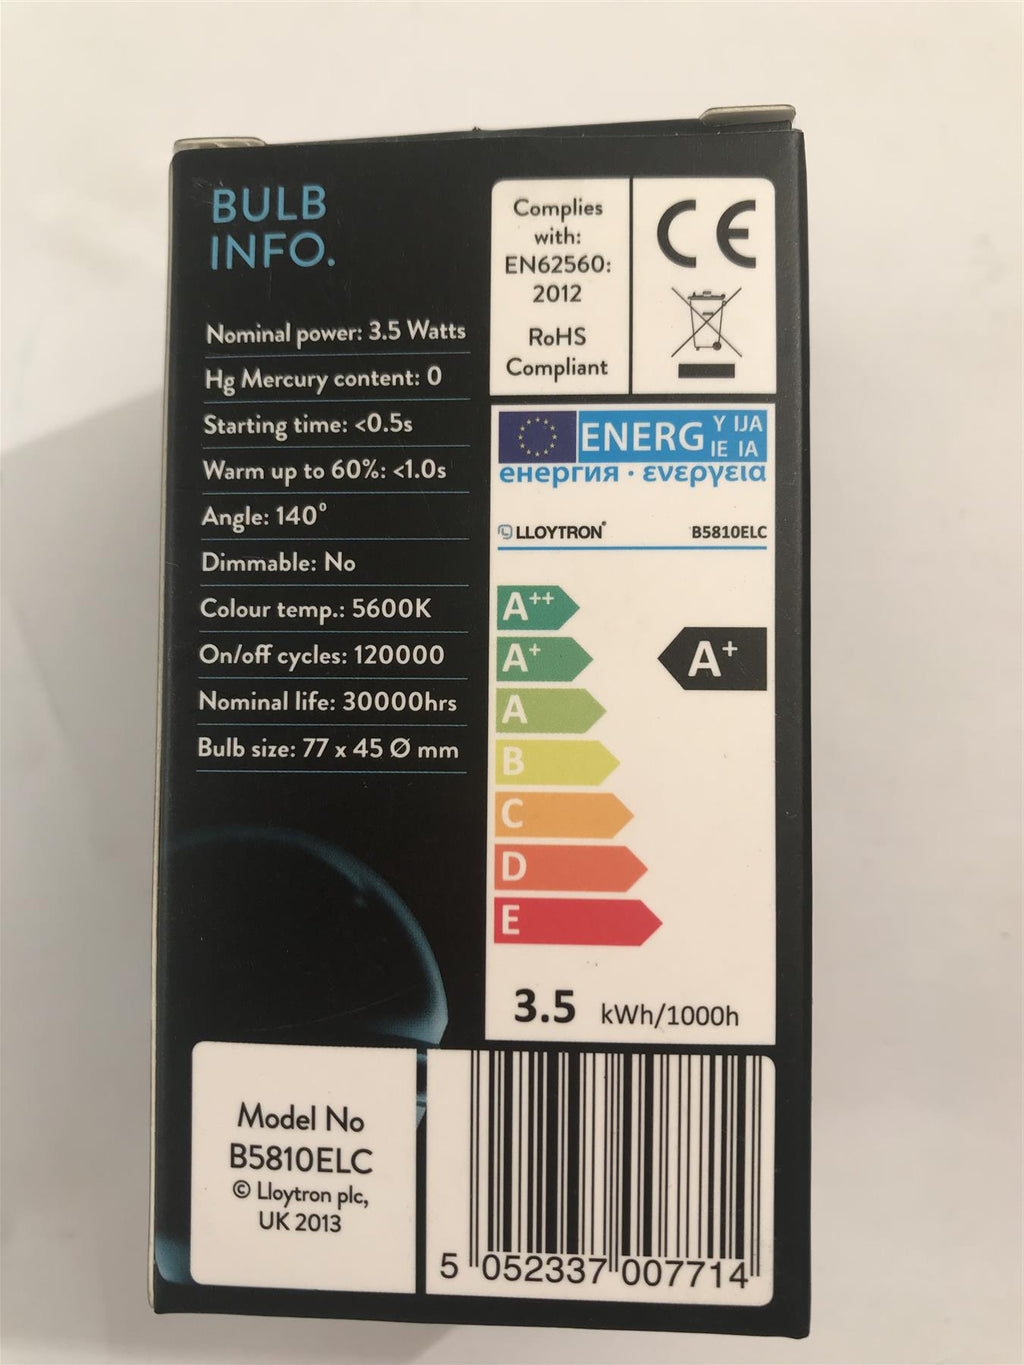 BULB
INFO.
Nominal power: 3.5 Watts
Hg Mercury content: 0
Starting time: <0.5s
Warm up to 60%: <1.0s
Angle: 140°
Dimmable: No
Colour temp.: 5600K
On/off cycles: 120000
Nominal life: 30000hrs
Bulb size: 77 x 45 Ø mm
Complies
with:
EN62560:
2012
RoHS
Compliant
CE
ENERG Y IJA
IE IA
енергия · ενεργεια
LLOYTRON® B5810ELC
A++
A+
A+
A
B
C
D
E
3.5 kWh/1000h
Model No
B5810ELC
© Lloytron plc,
UK 2013
5 052337 007714